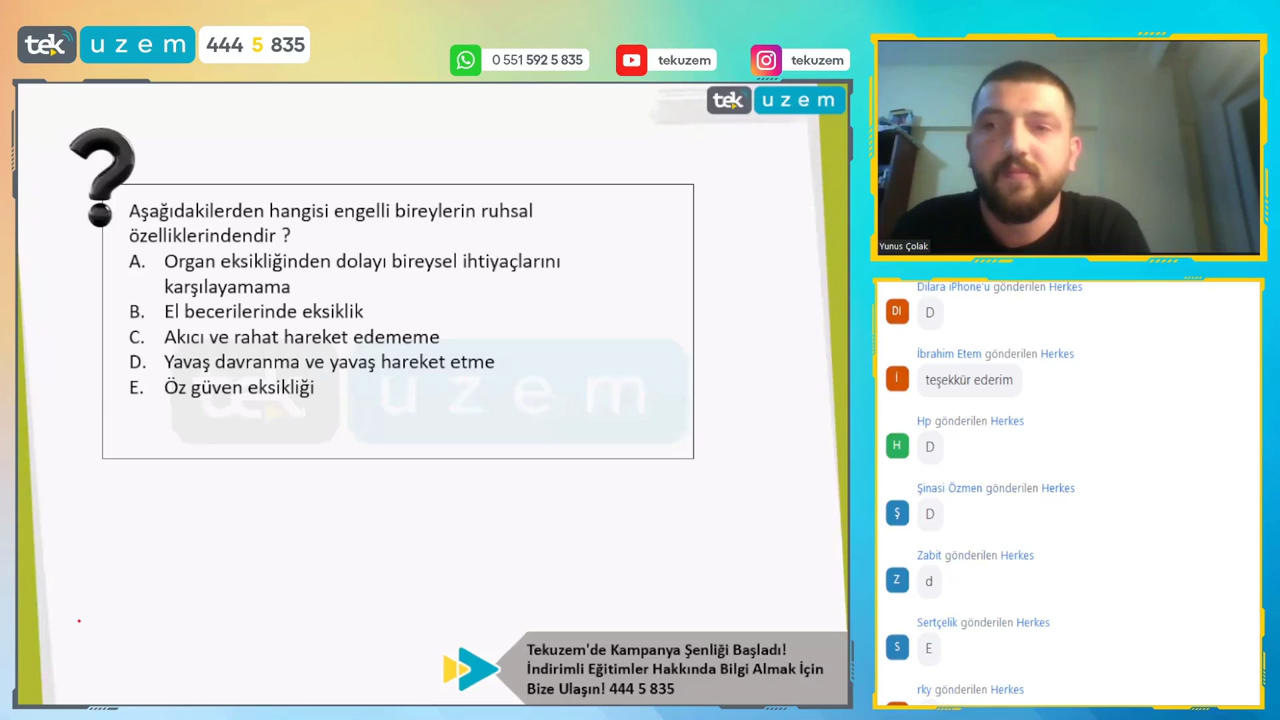 tek uzem 444 5 835
0 551 592 5 835
tekuzem
tekuzem
tek uzem
?
Aşağıdakilerden hangisi engelli bireylerin ruhsal
özelliklerindendir ?
A. Organ eksikliğinden dolayı bireysel ihtiyaçlarını
karşılayamama
B. El becerilerinde eksiklik
C. Akıcı ve rahat hareket edememe
D. Yavaş davranma ve yavaş hareket etme
E. Öz güven eksikliği
tek uzem
Tekuzem'de Kampanya Şenliği Başladı!
İndirimli Eğitimler Hakkında Bilgi Almak İçin
Bize Ulaşın! 444 5 835
Yunus Çolak
Dilara iPhone'u gönderilen Herkes
DI D
İbrahim Etem gönderilen Herkes
İ teşekkür ederim
Hp gönderilen Herkes
H D
Şinasi Özmen gönderilen Herkes
Ş D
Zabit gönderilen Herkes
Z d
Sertçelik gönderilen Herkes
S E
rky gönderilen Herkes